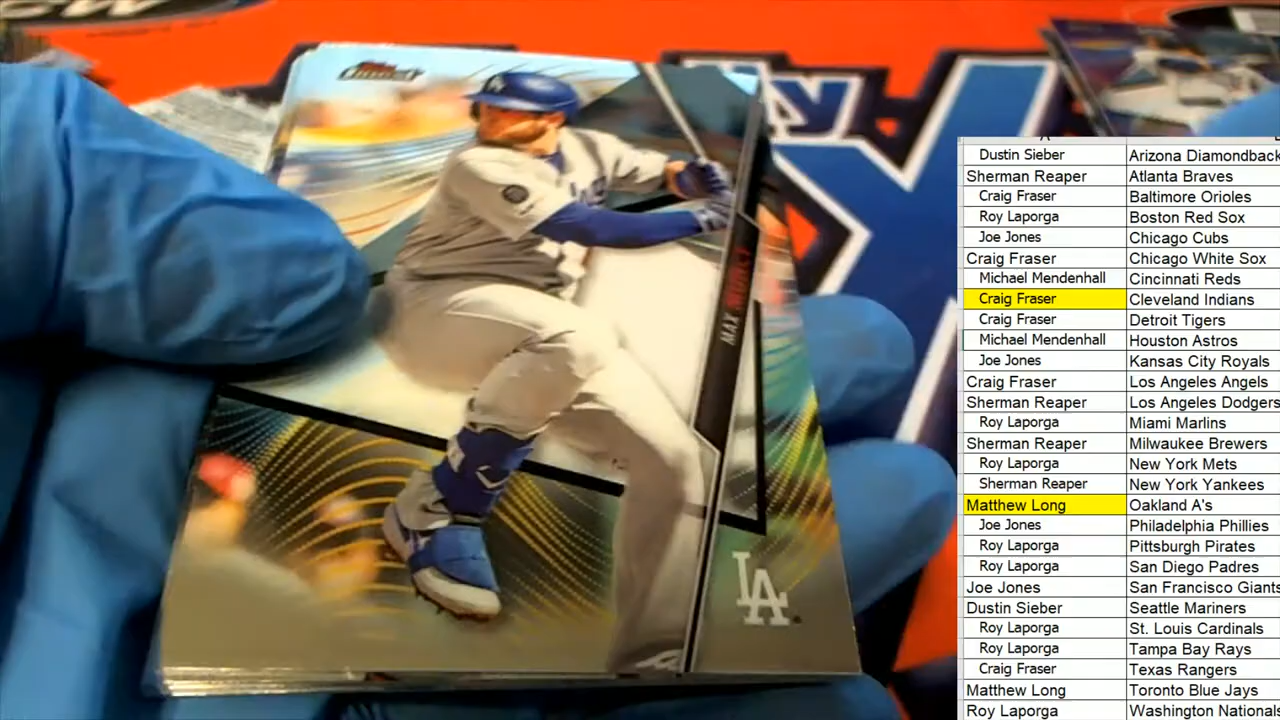 Finest
LA
MAX MUNCY
LA
Dustin Sieber Arizona Diamondback
Sherman Reaper Atlanta Braves
Craig Fraser Baltimore Orioles
Roy Laporga Boston Red Sox
Joe Jones Chicago Cubs
Craig Fraser Chicago White Sox
Michael Mendenhall Cincinnati Reds
Craig Fraser Cleveland Indians
Craig Fraser Detroit Tigers
Michael Mendenhall Houston Astros
Joe Jones Kansas City Royals
Craig Fraser Los Angeles Angels
Sherman Reaper Los Angeles Dodgers
Roy Laporga Miami Marlins
Sherman Reaper Milwaukee Brewers
Roy Laporga New York Mets
Sherman Reaper New York Yankees
Matthew Long Oakland A's
Joe Jones Philadelphia Phillies
Roy Laporga Pittsburgh Pirates
Roy Laporga San Diego Padres
Joe Jones San Francisco Giants
Dustin Sieber Seattle Mariners
Roy Laporga St. Louis Cardinals
Roy Laporga Tampa Bay Rays
Craig Fraser Texas Rangers
Matthew Long Toronto Blue Jays
Roy Laporga Washington Nationals